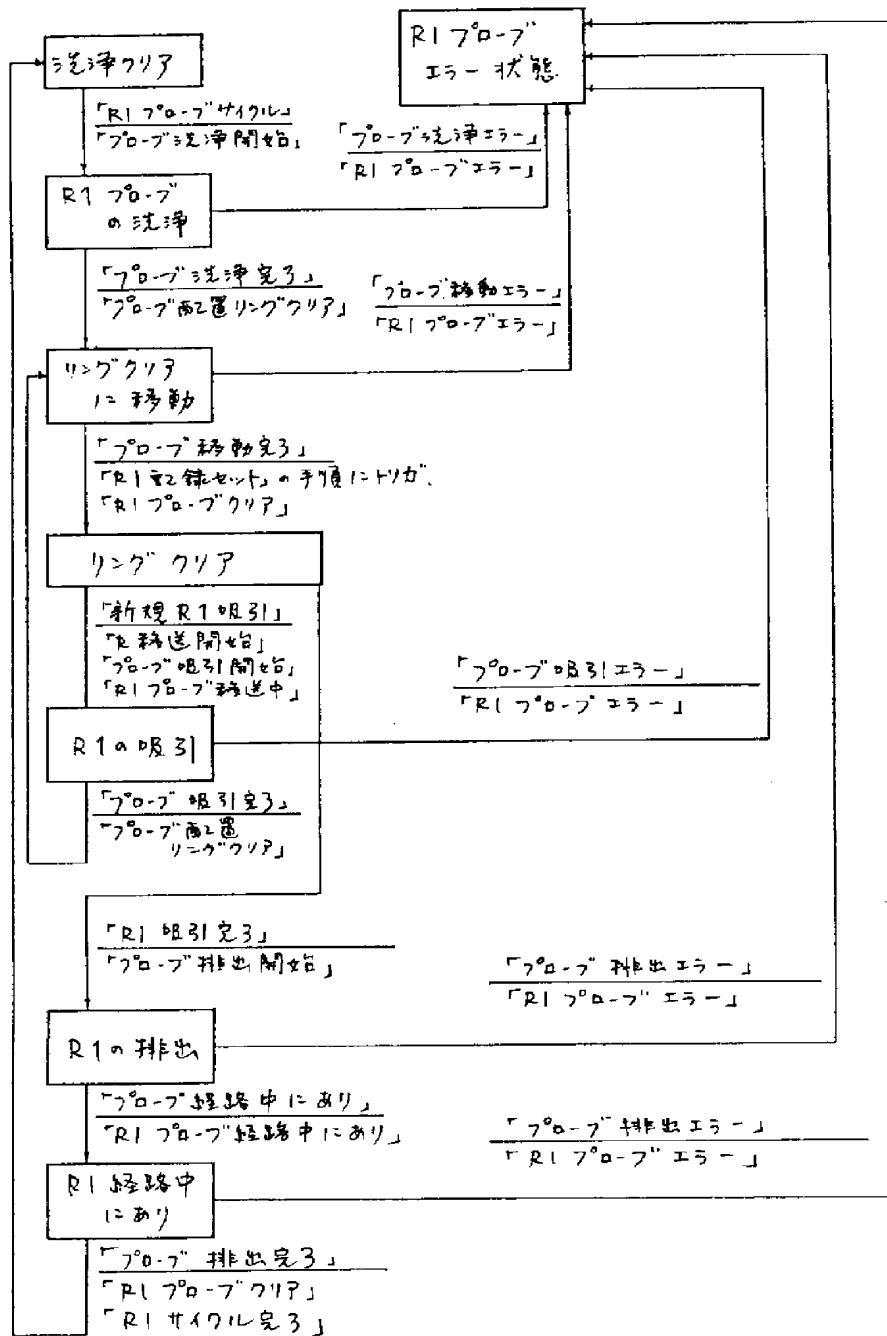 洗浄クリア
R1プローブ
エラー状態
「R1プローブサイクル」
「プローブ洗浄開始」
「プローブ洗浄エラー」
「R1プローブエラー」
R1プローブ
の洗浄
「プローブ洗浄完了」
「プローブ配置リングクリア」
「プローブ移動エラー」
「R1プローブエラー」
リングクリア
に移動
「プローブ移動完了」
「R1記録セット」の手順にトリガ.
「R1プローブクリア」
リングクリア
「新規R1吸引」
「R移送開始」
「プローブ吸引開始」
「R1プローブ移送中」
「プローブ吸引エラー」
「R1プローブエラー」
R1の吸引
「プローブ吸引完了」
「プローブ配置
リングクリア」
「R1吸引完了」
「プローブ排出開始」
「プローブ排出エラー」
「R1プローブエラー」
R1の排出
「プローブ経路中にあり」
「R1プローブ経路中にあり」
「プローブ排出エラー」
「R1プローブエラー」
R1経路中
にあり
「プローブ排出完了」
「R1プローブクリア」
「R1サイクル完了」